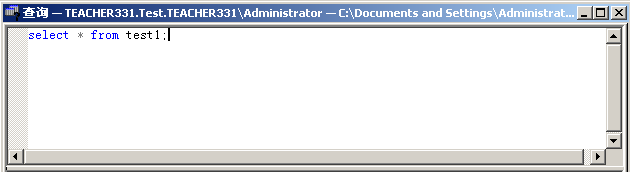 查询 — TEACHER331.Test.TEACHER331\Administrator — C:\Documents and Settings\Administrat...
select * from test1;